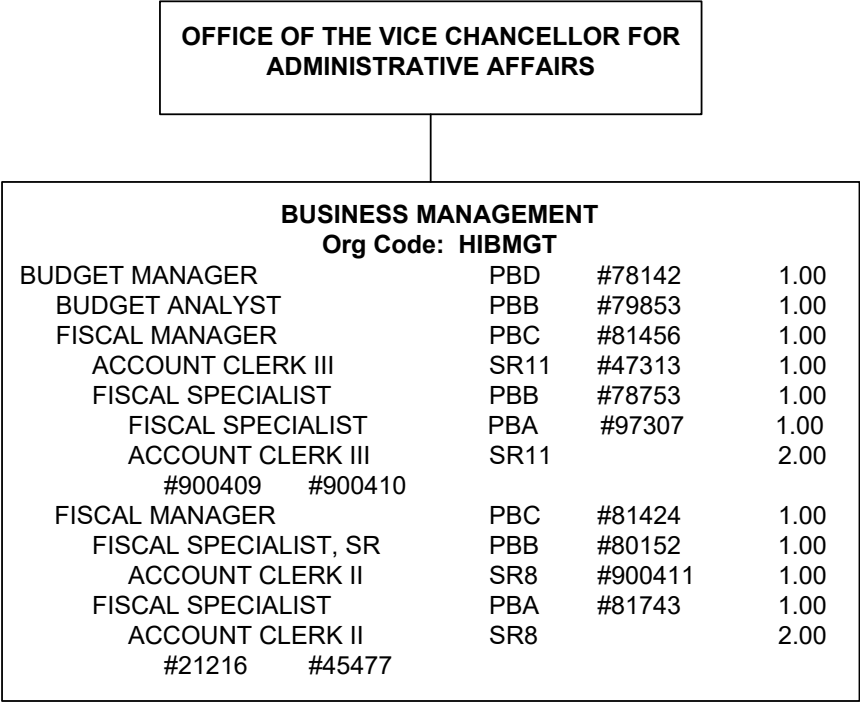 OFFICE OF THE VICE CHANCELLOR FOR
ADMINISTRATIVE AFFAIRS
BUSINESS MANAGEMENT
Org Code: HIBMGT
BUDGET MANAGER PBD #78142 1.00
BUDGET ANALYST PBB #79853 1.00
FISCAL MANAGER PBC #81456 1.00
ACCOUNT CLERK III SR11 #47313 1.00
FISCAL SPECIALIST PBB #78753 1.00
FISCAL SPECIALIST PBA #97307 1.00
ACCOUNT CLERK III SR11 2.00
#900409 #900410
FISCAL MANAGER PBC #81424 1.00
FISCAL SPECIALIST, SR PBB #80152 1.00
ACCOUNT CLERK II SR8 #900411 1.00
FISCAL SPECIALIST PBA #81743 1.00
ACCOUNT CLERK II SR8 2.00
#21216 #45477